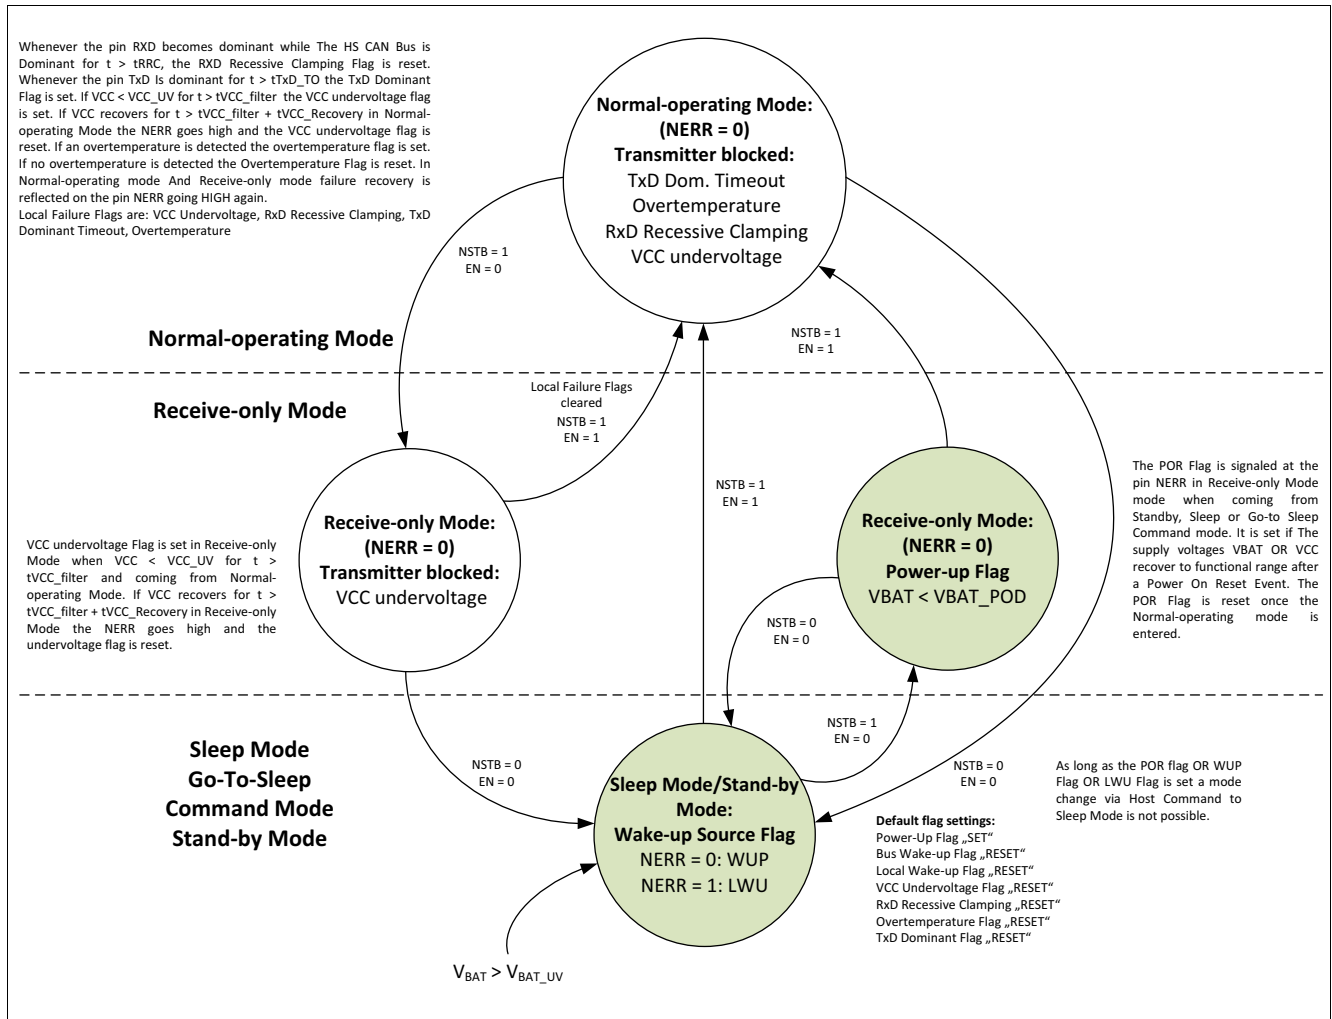 Whenever the pin RXD becomes dominant while The HS CAN Bus is
Dominant for t > tRRC, the RXD Recessive Clamping Flag is reset.
Whenever the pin TxD Is dominant for t > tTxD_TO the TxD Dominant
Flag is set. If VCC < VCC_UV for t > tVCC_filter the VCC undervoltage flag
is set. If VCC recovers for t > tVCC_filter + tVCC_Recovery in Normal-
operating Mode the NERR goes high and the VCC undervoltage flag is
reset. If an overtemperature is detected the overtemperature flag is set.
If no overtemperature is detected the Overtemperature Flag is reset. In
Normal-operating mode And Receive-only mode failure recovery is
reflected on the pin NERR going HIGH again.
Local Failure Flags are: VCC Undervoltage, RxD Recessive Clamping, TxD
Dominant Timeout, Overtemperature
Normal-operating Mode:
(NERR = 0)
Transmitter blocked:
TxD Dom. Timeout
Overtemperature
RxD Recessive Clamping
VCC undervoltage
NSTB = 1
EN = 0
NSTB = 1
EN = 1
Normal-operating Mode
Receive-only Mode
Local Failure Flags
cleared
NSTB = 1
EN = 1
NSTB = 1
EN = 1
Receive-only Mode:
(NERR = 0)
Transmitter blocked:
VCC undervoltage
Receive-only Mode:
(NERR = 0)
Power-up Flag
VBAT < VBAT_POD
The POR Flag is signaled at the
pin NERR in Receive-only Mode
mode when coming from
Standby, Sleep or Go-to Sleep
Command mode. It is set if The
supply voltages VBAT OR VCC
recover to functional range after
a Power On Reset Event. The
POR Flag is reset once the
Normal-operating mode is
entered.
VCC undervoltage Flag is set in Receive-only
Mode when VCC < VCC_UV for t >
tVCC_filter and coming from Normal-
operating Mode. If VCC recovers for t >
tVCC_filter + tVCC_Recovery in Receive-only
Mode the NERR goes high and the
undervoltage flag is reset.
NSTB = 0
EN = 0
NSTB = 1
EN = 0
Sleep Mode
Go-To-Sleep
Command Mode
Stand-by Mode
NSTB = 0
EN = 0
NSTB = 0
EN = 0
As long as the POR flag OR WUP
Flag OR LWU Flag is set a mode
change via Host Command to
Sleep Mode is not possible.
Sleep Mode/Stand-by
Mode:
Wake-up Source Flag
NERR = 0: WUP
NERR = 1: LWU
Default flag settings:
Power-Up Flag „SET“
Bus Wake-up Flag „RESET“
Local Wake-up Flag „RESET“
VCC Undervoltage Flag „RESET“
RxD Recessive Clamping „RESET“
Overtemperature Flag „RESET“
TxD Dominant Flag „RESET“
VBAT > VBAT_UV